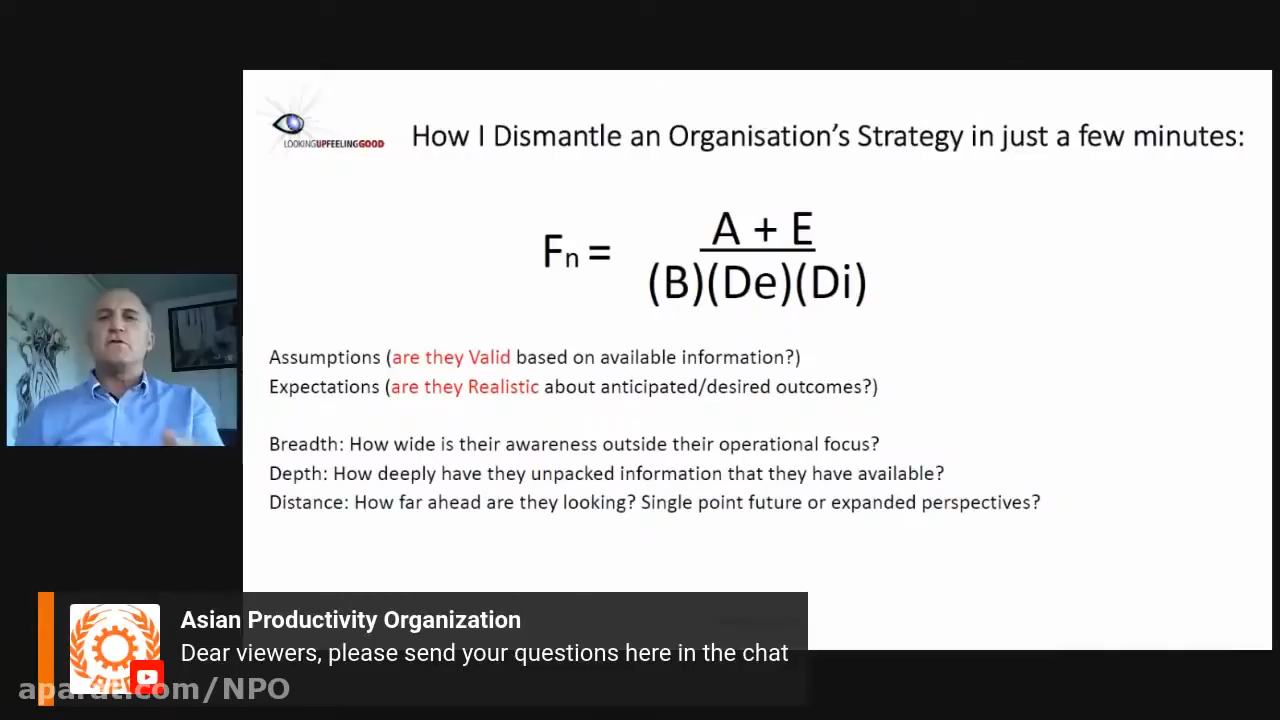 LOOKINGUPFEELINGGOOD
How I Dismantle an Organisation's Strategy in just a few minutes:
Fn = A + E
(B)(De)(Di)
Assumptions (are they Valid based on available information?)
Expectations (are they Realistic about anticipated/desired outcomes?)
Breadth: How wide is their awareness outside their operational focus?
Depth: How deeply have they unpacked information that they have available?
Distance: How far ahead are they looking? Single point future or expanded perspectives?
Asian Productivity Organization
Dear viewers, please send your questions here in the chat
aparat.com/NPO